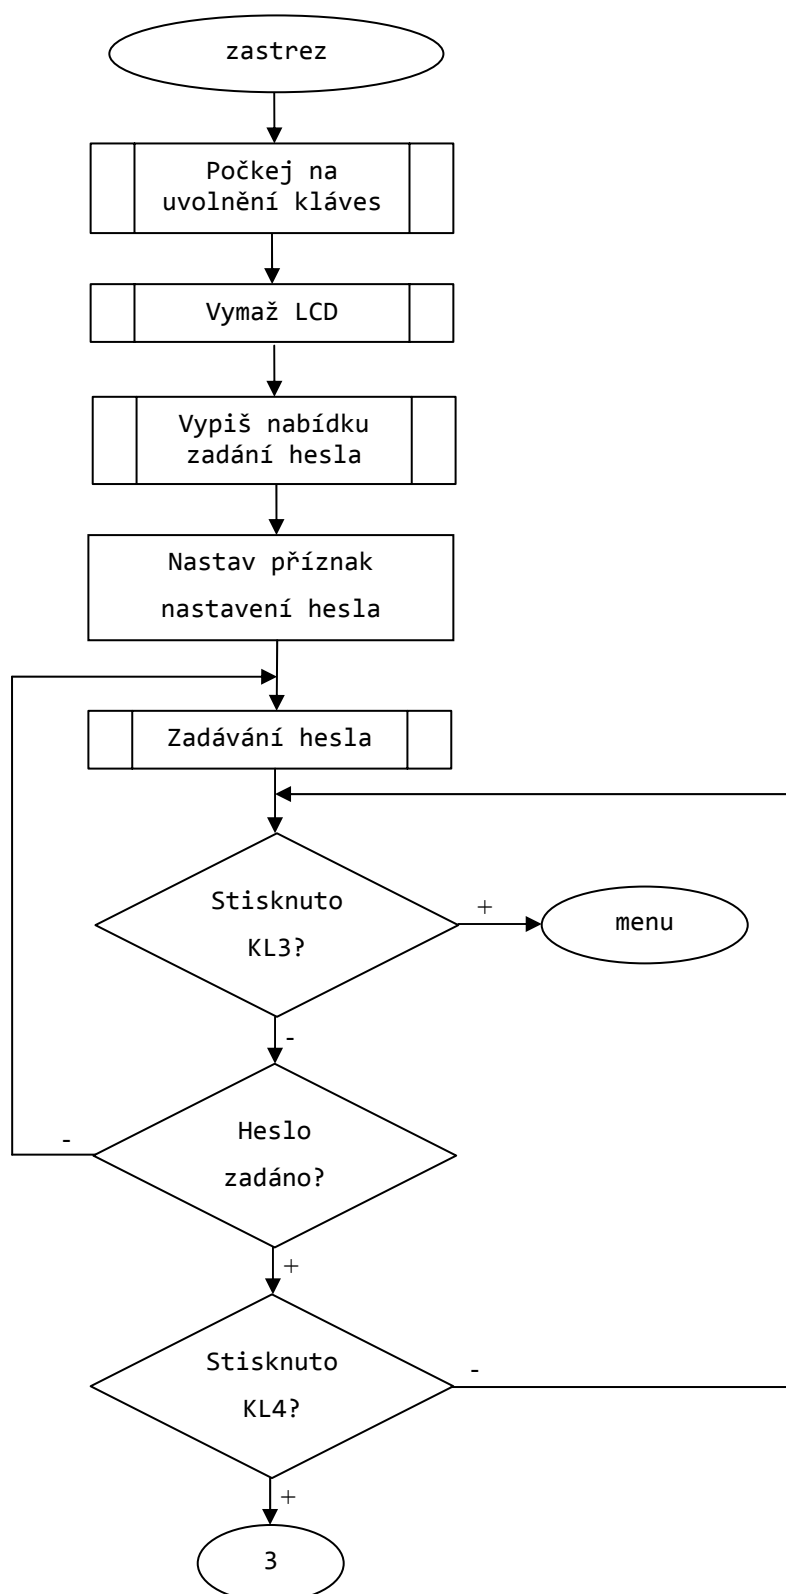 zastrez
Počkej na
uvolnění kláves
Vymaž LCD
Vypiš nabídku
zadání hesla
Nastav příznak
nastavení hesla
Zadávání hesla
Stisknuto
KL3?
+
menu
-
Heslo
zadáno?
-
+
Stisknuto
KL4?
-
+
3